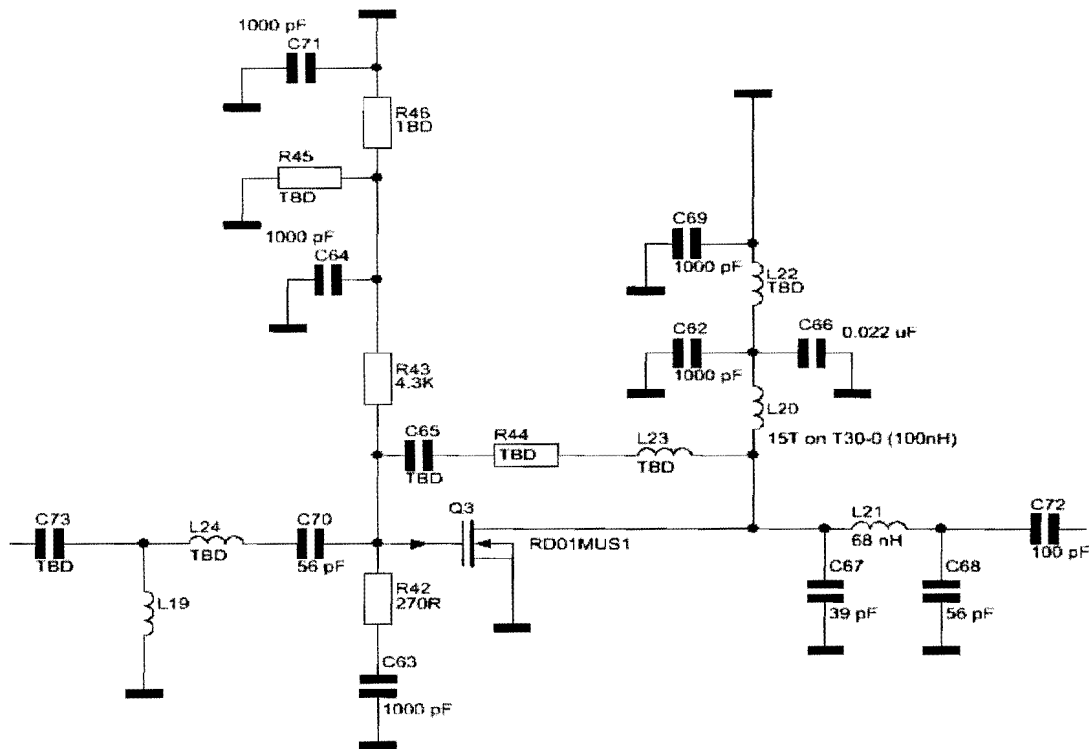 1000 pF
C71
R46
1BD
R45
TBD
1000 pF
C64
C69
1000 pF
L22
TBD
C62
1000 pF
C66
0.022 uF
R43
4.3K
L20
15T on T30-0 (100nH)
C65
TBD
R44
TBD
L23
TBD
C73
TBD
L24
TBD
C70
56 pF
Q3
RD01MUS1
L21
68 nH
C72
100 pF
L19
R42
270R
C67
39 pF
C68
56 pF
C63
1000 pF